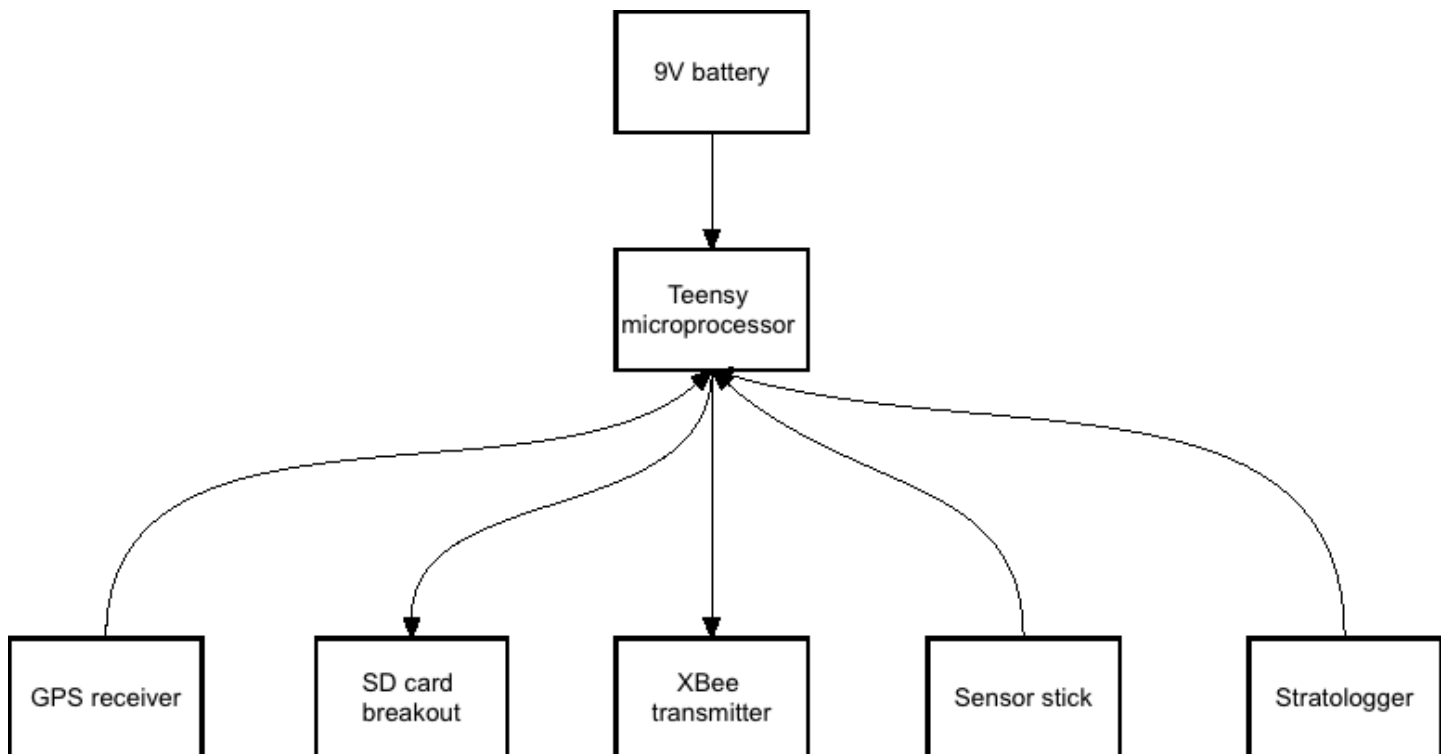 9V battery
Teensy
microprocessor
GPS receiver
SD card
breakout
XBee
transmitter
Sensor stick
Stratologger